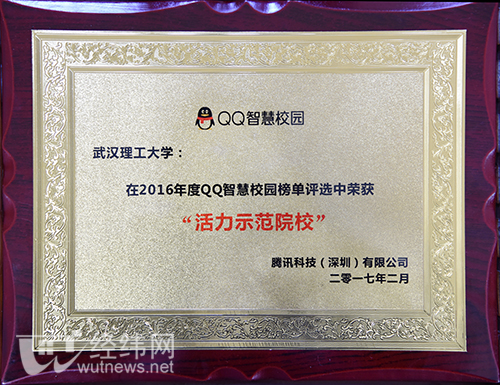 QQ智慧校园
武汉理工大学：
在2016年度QQ智慧校园榜单评选中荣获
“活力示范院校”
腾讯科技（深圳）有限公司
二零一七年二月
经纬网
wutnews.net